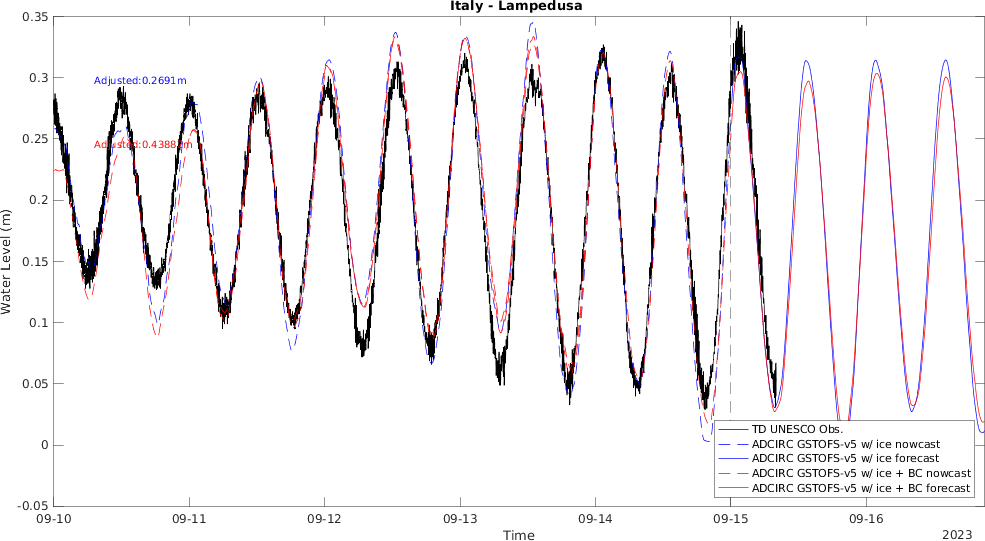 Italy - Lampedusa
Water Level (m)
0.35
0.3
0.25
0.2
0.15
0.1
0.05
0
-0.05
Adjusted:0.2691m
TD UNESCO Obs.
ADCIRC GSTOFS-v5 w/ ice nowcast
ADCIRC GSTOFS-v5 w/ ice forecast
ADCIRC GSTOFS-v5 w/ ice + BC nowcast
ADCIRC GSTOFS-v5 w/ ice + BC forecast
09-10
09-11
09-12
09-13
09-14
09-15
09-16
Time
2023